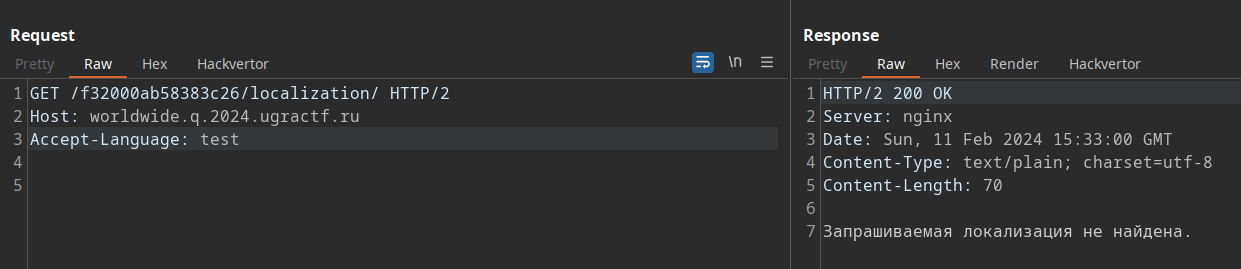 Request
Response
Pretty Raw Hex Hackvertor \n
Pretty Raw Hex Render Hackvertor
1 GET /f32000ab58383c26/localization/ HTTP/2
2 Host: worldwide.q.2024.ugractf.ru
3 Accept-Language: test
4
5
1 HTTP/2 200 OK
2 Server: nginx
3 Date: Sun, 11 Feb 2024 15:33:00 GMT
4 Content-Type: text/plain; charset=utf-8
5 Content-Length: 70
6
7 Запрашиваемая локализация не найдена.